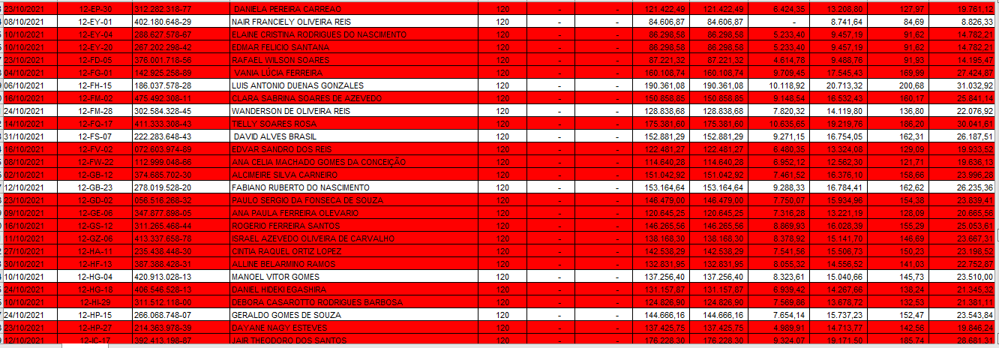 23/10/2021 12-EP-30 312.282.318-77 DANIELA PEREIRA CARREAO 120 - - 121.422,49 121.422,49 6.424,35 13.208,80 127,97 19.761,12
08/10/2021 12-EY-01 402.180.648-29 NAIR FRANCIELY OLIVEIRA REIS 120 - - 84.606,87 84.606,87 - 8.741,64 84,69 8.826,33
10/10/2021 12-EY-04 288.627.578-67 ELAINE CRISTINA RODRIGUES DO NASCIMENTO 120 - - 86.298,58 86.298,58 5.233,40 9.457,19 91,62 14.782,21
10/10/2021 12-EY-20 267.202.298-42 EDMAR FELICIO SANTANA 120 - - 86.298,58 86.298,58 5.233,40 9.457,19 91,62 14.782,21
23/10/2021 12-FD-05 376.001.718-56 RAFAEL WILSON SOARES 120 - - 87.221,32 87.221,32 4.614,78 9.488,76 91,93 14.195,47
04/10/2021 12-FG-01 142.925.258-89 VANIA LÚCIA FERREIRA 120 - - 160.108,74 160.108,74 9.709,45 17.545,43 169,99 27.424,87
06/10/2021 12-FH-15 186.037.578-28 LUIS ANTONIO DUENAS GONZALES 120 - - 190.361,08 190.361,08 10.118,92 20.713,32 200,68 31.032,92
16/10/2021 12-FM-02 475.492.308-11 CLARA SABRINA SOARES DE AZEVEDO 120 - - 150.858,85 150.858,85 9.148,54 16.532,43 160,17 25.841,14
24/10/2021 12-FM-28 302.584.328-45 WANDERSON DE OLIVEIRA REIS 120 - - 128.838,68 128.838,68 7.820,32 14.119,80 136,80 22.076,92
14/10/2021 12-FQ-17 411.333.308-43 TIELLY SOARES ROSA 120 - - 175.381,60 175.381,60 10.635,65 19.219,76 186,20 30.041,61
31/10/2021 12-FS-07 222.283.648-43 DAVID ALVES BRASIL 120 - - 152.881,29 152.881,29 9.271,15 16.754,05 162,31 26.187,51
16/10/2021 12-FV-02 072.603.974-89 EDVAR SANDRO DOS REIS 120 - - 122.481,27 122.481,27 6.480,35 13.324,08 129,09 19.933,52
08/10/2021 12-FW-22 112.999.048-66 ANA CELIA MACHADO GOMES DA CONCEIÇÃO 120 - - 114.640,28 114.640,28 6.952,12 12.562,30 121,71 19.636,13
02/10/2021 12-GB-12 374.685.702-30 ALCIMEIRE SILVA CARNEIRO 120 - - 151.042,92 151.042,92 7.461,52 16.376,10 158,66 23.996,28
12/10/2021 12-GB-23 278.019.528-20 FABIANO RUBERTO DO NASCIMENTO 120 - - 153.164,64 153.164,64 9.288,33 16.784,41 162,62 26.235,36
23/10/2021 12-GD-02 056.516.268-32 PAULO SERGIO DA FONSECA DE SOUZA 120 - - 146.479,00 146.479,00 7.750,07 15.934,96 154,38 23.839,41
09/10/2021 12-GE-06 347.877.898-05 ANA PAULA FERREIRA OLEVARIO 120 - - 120.645,25 120.645,25 7.316,28 13.221,19 128,09 20.665,56
16/10/2021 12-GS-12 311.265.468-44 ROGERIO FERREIRA SANTOS 120 - - 146.265,56 146.265,56 8.869,93 16.028,39 155,29 25.053,61
11/10/2021 12-GZ-06 413.337.658-78 ISRAEL AZEVEDO OLIVEIRA DE CARVALHO 120 - - 138.168,30 138.168,30 8.378,92 15.141,70 146,69 23.667,31
27/10/2021 12-HA-11 235.438.448-30 CINTIA RAQUEL ORTIZ LOPEZ 120 - - 142.538,29 142.538,29 7.541,56 15.506,73 150,23 23.198,52
30/10/2021 12-HF-13 387.388.428-31 ALLINE BELARMINO RAMOS 120 - - 132.831,95 132.831,95 8.055,32 14.556,52 141,03 22.752,87
10/10/2021 12-HG-04 420.913.028-13 MANOEL VITOR GOMES 120 - - 137.256,40 137.256,40 8.323,61 15.040,66 145,73 23.510,00
24/10/2021 12-HG-18 406.546.528-13 DANIEL HIDEKI EGASHIRA 120 - - 131.157,87 131.157,87 6.939,42 14.267,66 138,24 21.345,32
10/10/2021 12-HI-29 311.512.118-00 DEBORA CASAROTTO RODRIGUES BARBOSA 120 - - 124.826,90 124.826,90 7.569,86 13.678,72 132,53 21.381,11
24/10/2021 12-HP-15 266.068.748-07 GERALDO GOMES DE SOUZA 120 - - 144.666,16 144.666,16 7.654,14 15.737,23 152,47 23.543,84
23/10/2021 12-HP-27 214.363.978-39 DAYANE NAGY ESTEVES 120 - - 137.425,75 137.425,75 4.989,91 14.713,77 142,56 19.846,24
12/10/2021 12-IC-17 392.413.198-87 JAIR THEODORO DOS SANTOS 120 - - 176.228,30 176.228,30 9.324,07 19.171,50 185,74 28.681,31